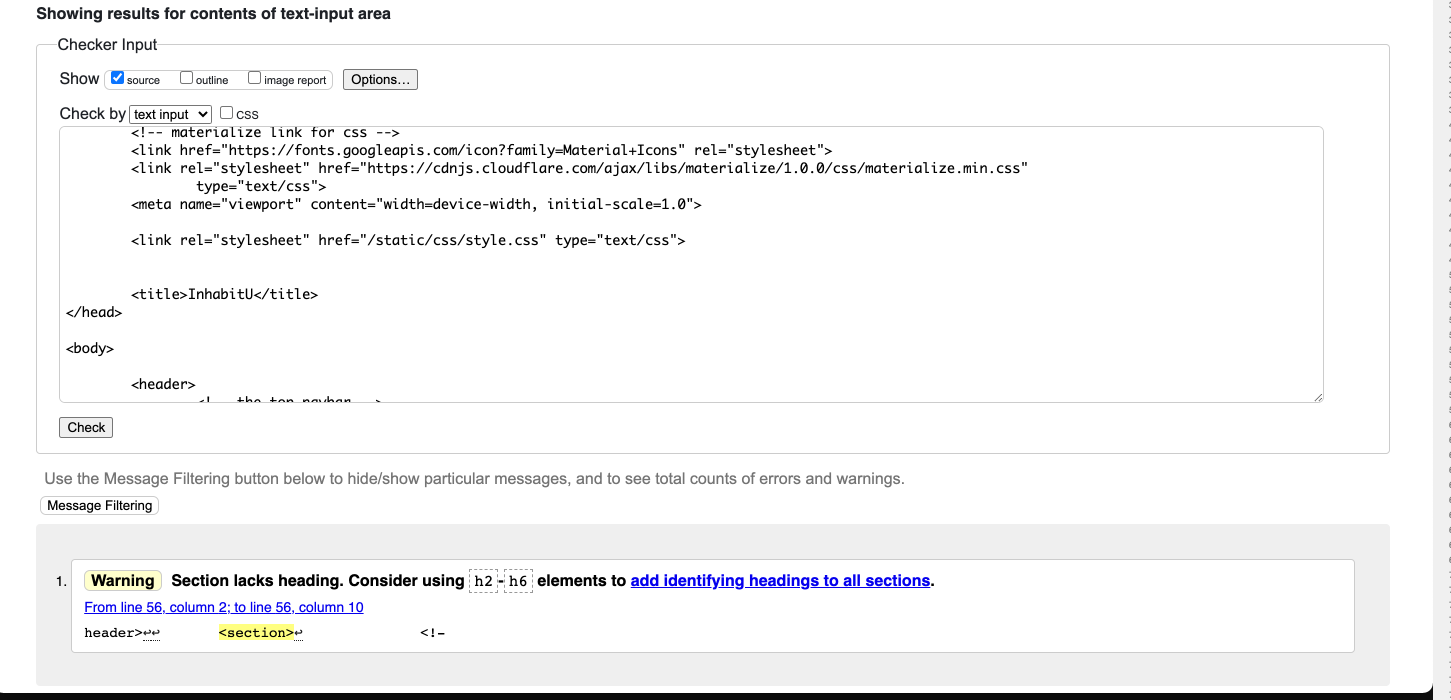 Showing results for contents of text-input area
Checker Input
Show source outline image report Options...
Check by text input css
<!-- materialize link for css -->
<link href="https://fonts.googleapis.com/icon?family=Material+Icons" rel="stylesheet">
<link rel="stylesheet" href="https://cdnjs.cloudflare.com/ajax/libs/materialize/1.0.0/css/materialize.min.css"
type="text/css">
<meta name="viewport" content="width=device-width, initial-scale=1.0">
<link rel="stylesheet" href="/static/css/style.css" type="text/css">
<title>InhabitU</title>
</head>
<body>
<header>
<!-- the top navbar -->
Check
Use the Message Filtering button below to hide/show particular messages, and to see total counts of errors and warnings.
Message Filtering
1. Warning Section lacks heading. Consider using h2-h6 elements to add identifying headings to all sections.
From line 56, column 2; to line 56, column 10
header>↩↩ <section>↩ <!-